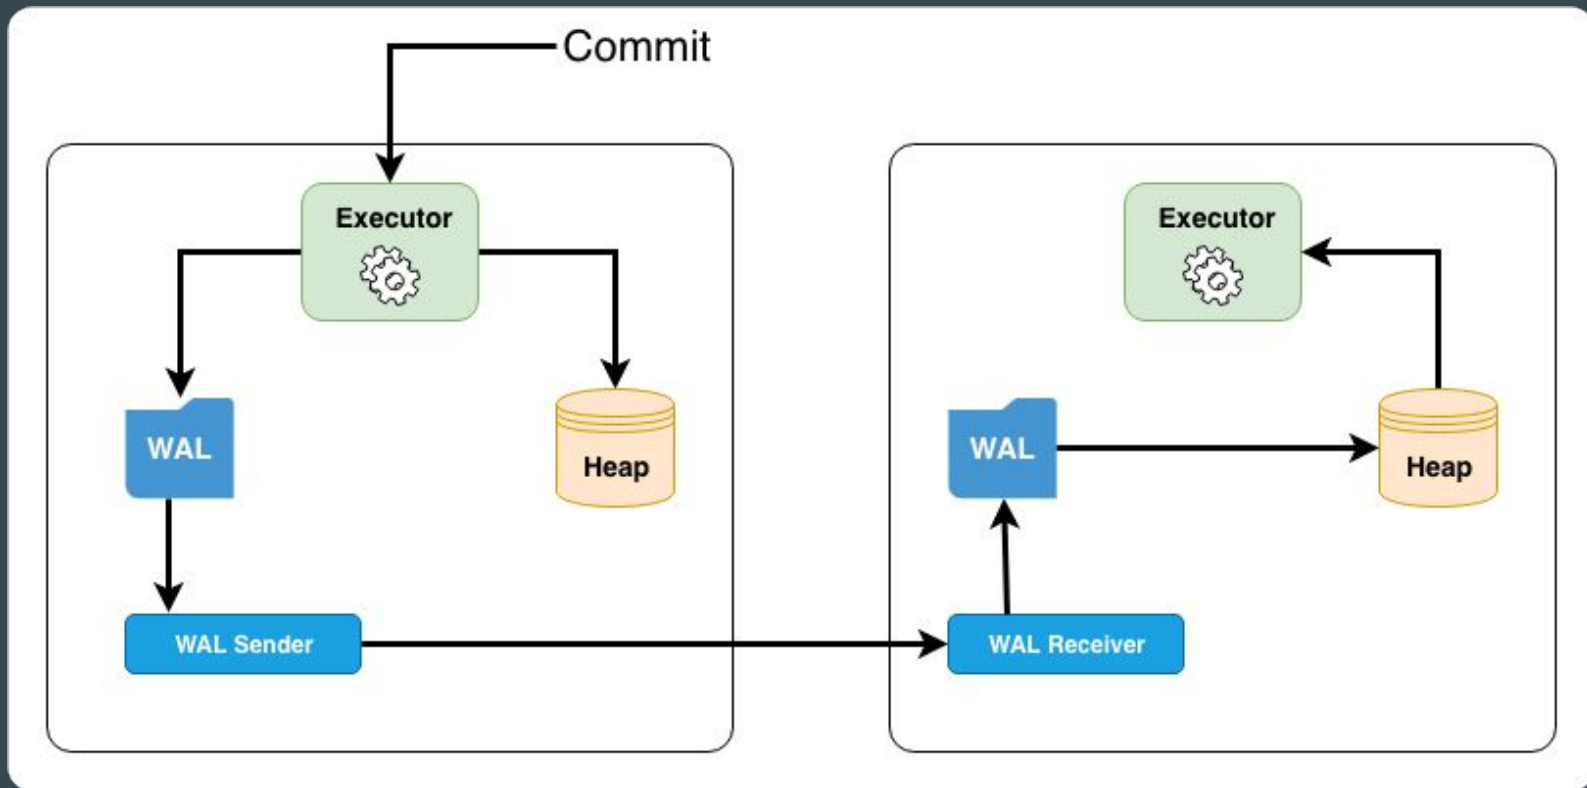 Commit
Executor
WAL
Heap
WAL Sender
Executor
WAL
Heap
WAL Receiver